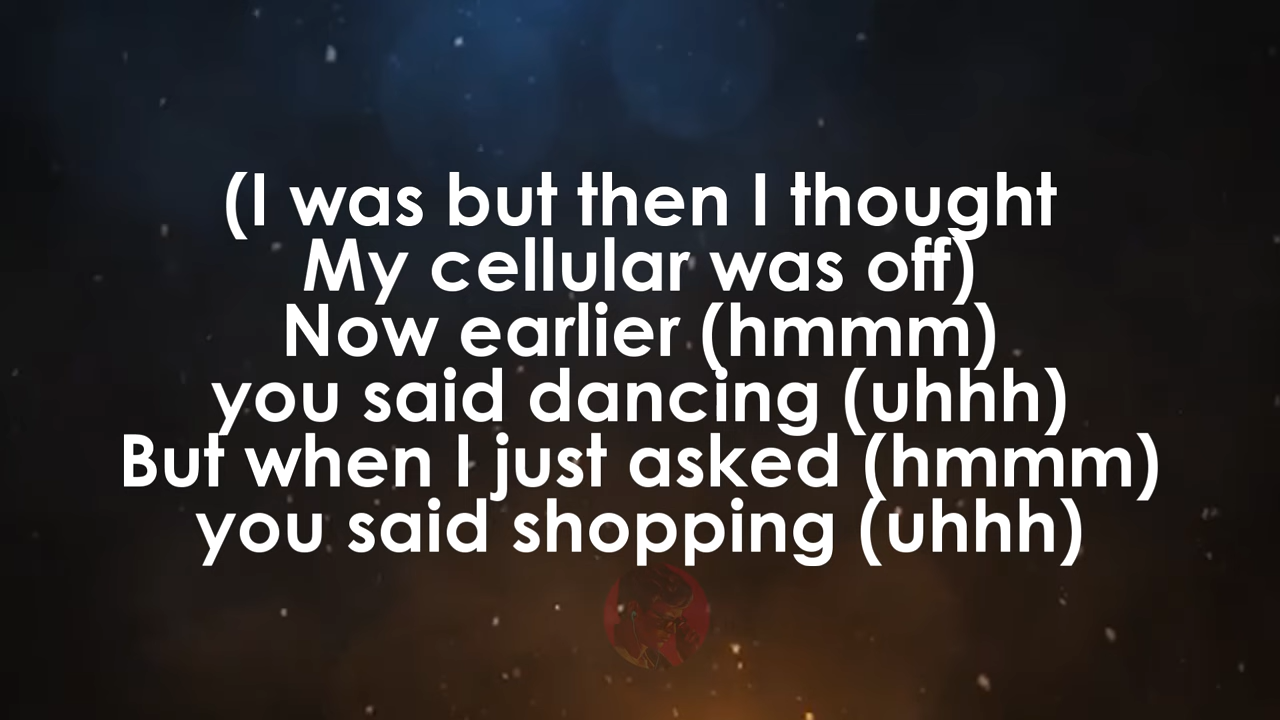 (I was but then I thought
My cellular was off)
Now earlier (hmmm)
you said dancing (uhhh)
But when I just asked (hmmm)
you said shopping (uhhh)